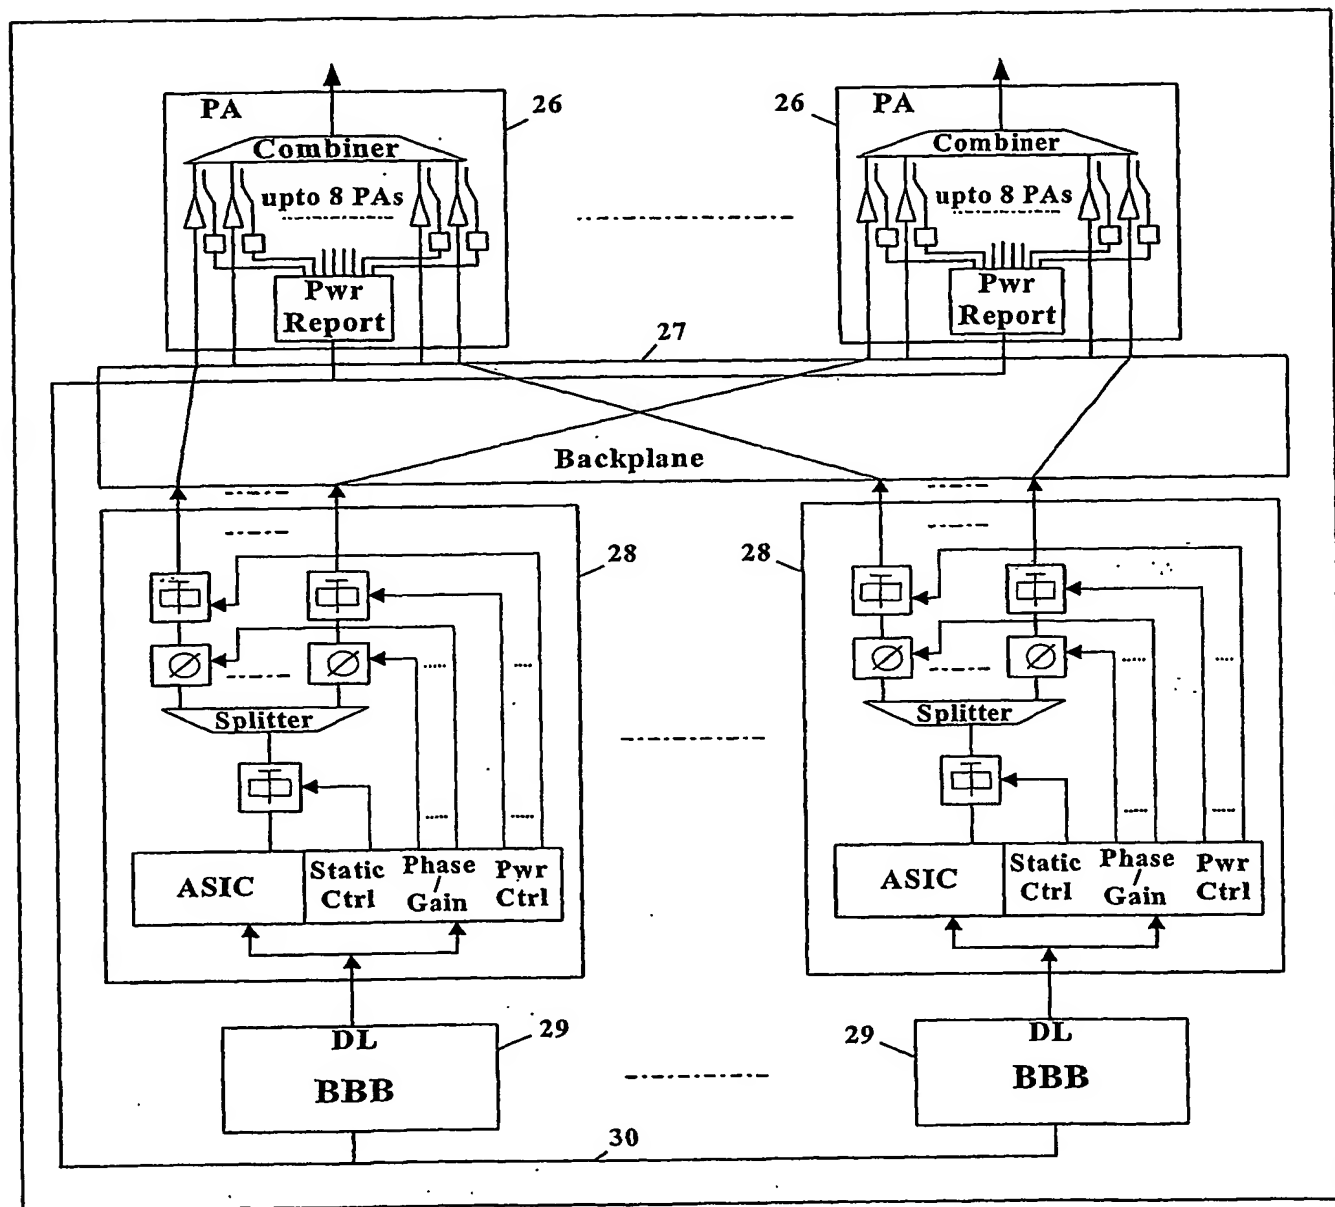 PA
26
Combiner
upto 8 PAs
Pwr
Report
26
PA
Combiner
upto 8 PAs
Pwr
Report
27
Backplane
28
Splitter
ASIC
Static
Ctrl
Phase
/
Gain
Pwr
Ctrl
28
Splitter
ASIC
Static
Ctrl
Phase
/
Gain
Pwr
Ctrl
DL
BBB
29
29
DL
BBB
30